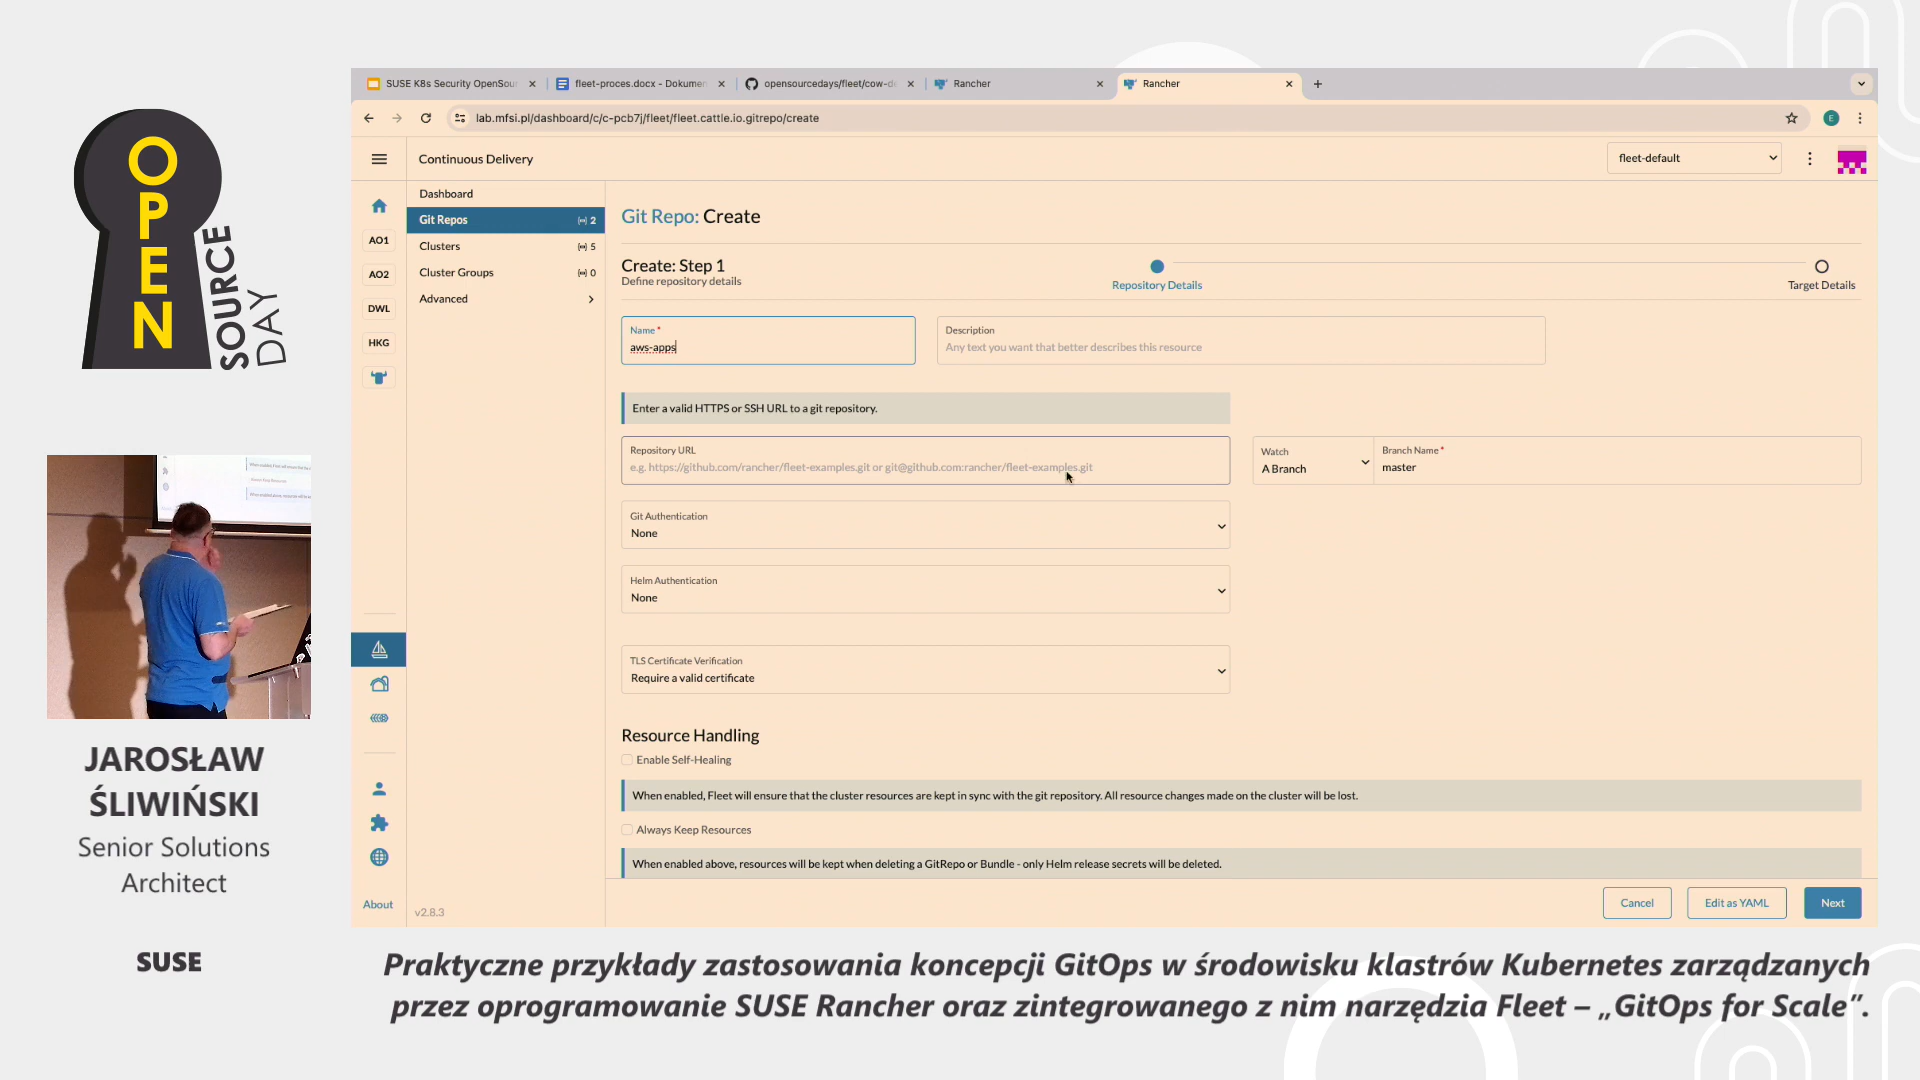 OPEN
SOURCE
DAY
JAROSŁAW
ŚLIWIŃSKI
Senior Solutions
Architect
SUSE
SUSE K8s Security OpenSour
fleet-proces.docx - Dokumen
opensourcedays/fleet/cow-de
Rancher
Rancher
lab.mfsi.pl/dashboard/c/c-pcb7j/fleet/fleet.cattle.io.gitrepo/create
E
Continuous Delivery
fleet-default
AO1
AO2
DWL
HKG
About
Dashboard
Git Repos 2
Clusters 5
Cluster Groups 0
Advanced
v2.8.3
Git Repo: Create
Create: Step 1
Define repository details
Repository Details
Target Details
Name *
aws-apps
Description
Any text you want that better describes this resource
Enter a valid HTTPS or SSH URL to a git repository.
Repository URL
e.g. https://github.com/rancher/fleet-examples.git or git@github.com:rancher/fleet-examples.git
Watch
A Branch
Branch Name *
master
Git Authentication
None
Helm Authentication
None
TLS Certificate Verification
Require a valid certificate
Resource Handling
Enable Self-Healing
When enabled, Fleet will ensure that the cluster resources are kept in sync with the git repository. All resource changes made on the cluster will be lost.
Always Keep Resources
When enabled above, resources will be kept when deleting a GitRepo or Bundle - only Helm release secrets will be deleted.
Cancel
Edit as YAML
Next
Praktyczne przykłady zastosowania koncepcji GitOps w środowisku klastrów Kubernetes zarządzanych
przez oprogramowanie SUSE Rancher oraz zintegrowanego z nim narzędzia Fleet – „GitOps for Scale”.